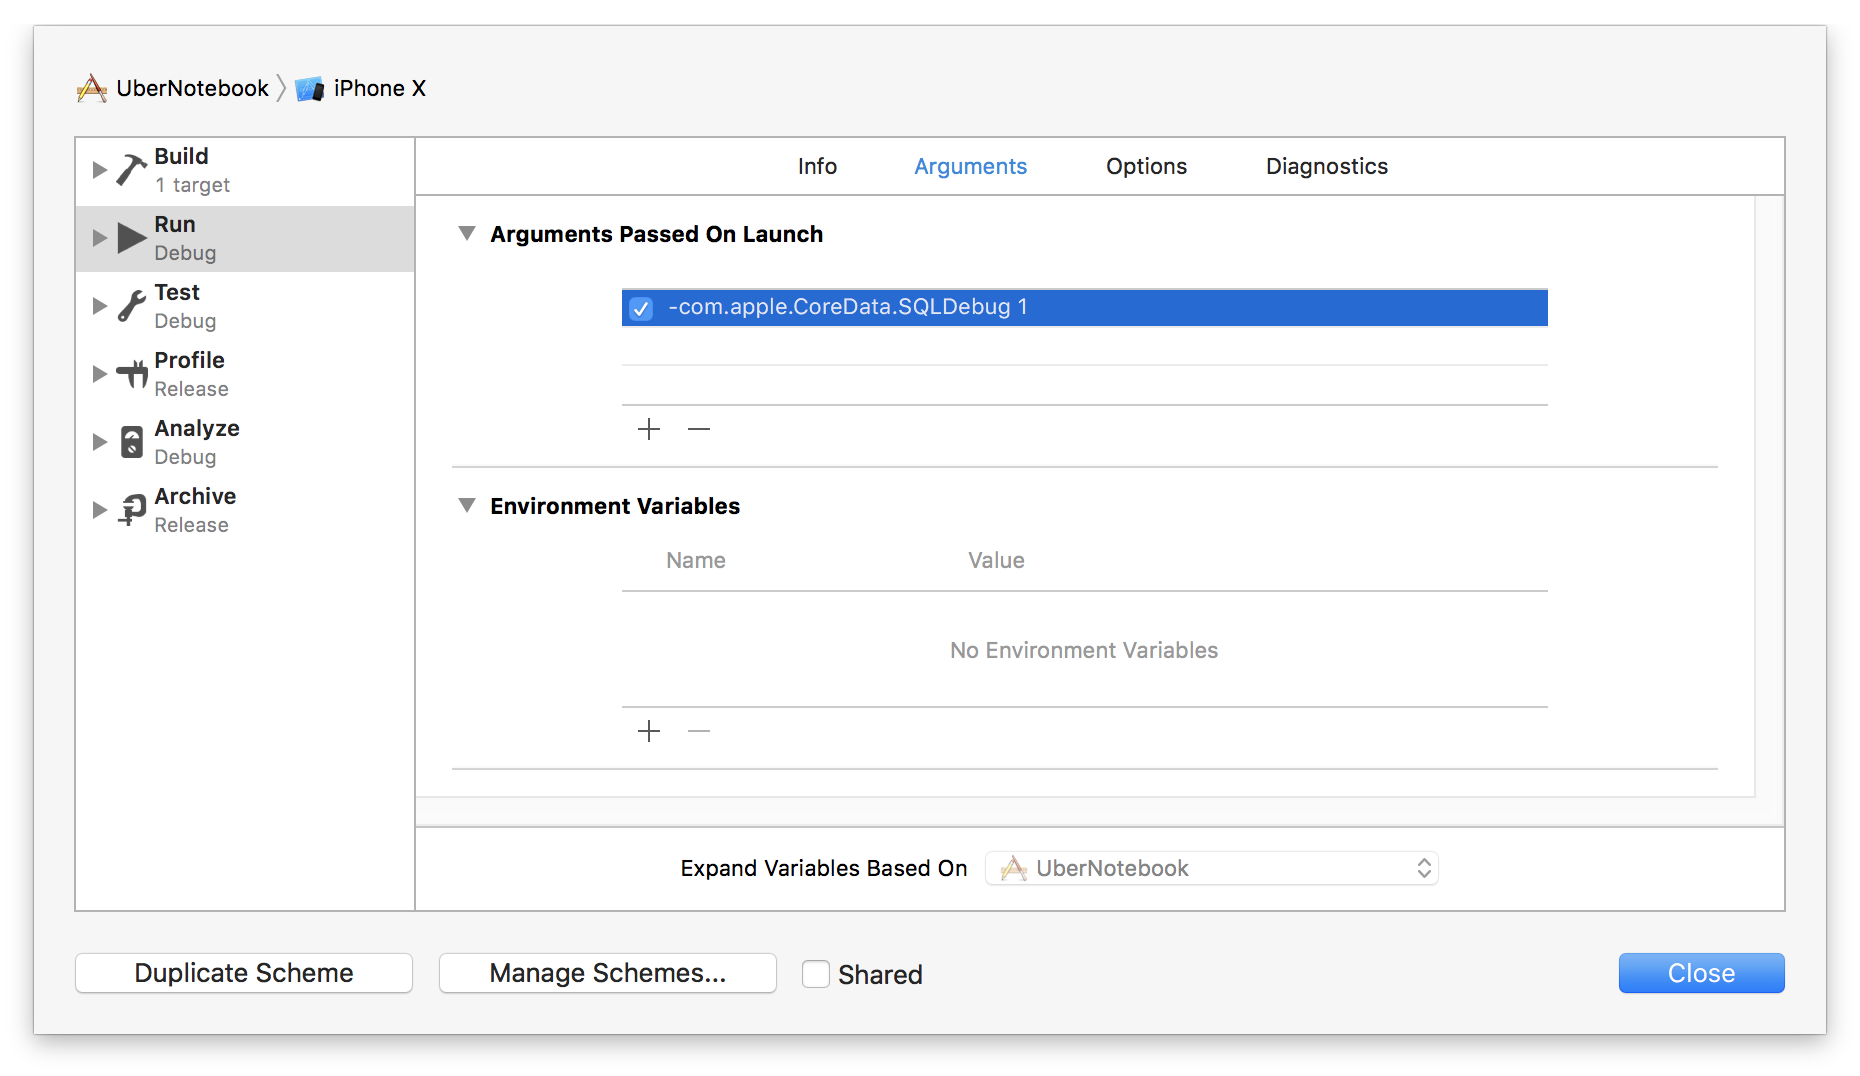 UberNotebook iPhone X
Build
1 target
Run
Debug
Test
Debug
Profile
Release
Analyze
Debug
Archive
Release
Info Arguments Options Diagnostics
Arguments Passed On Launch
-com.apple.CoreData.SQLDebug 1
Environment Variables
Name Value
No Environment Variables
Expand Variables Based On UberNotebook
Duplicate Scheme Manage Schemes... Shared Close